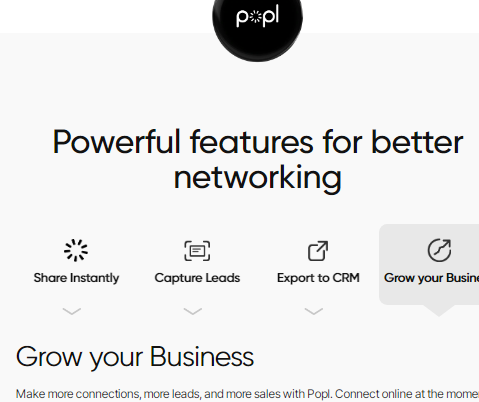 popl
Powerful features for better
networking
Share Instantly
Capture Leads
Export to CRM
Grow your Busine
Grow your Business
Make more connections, more leads, and more sales with Popl. Connect online at the mome